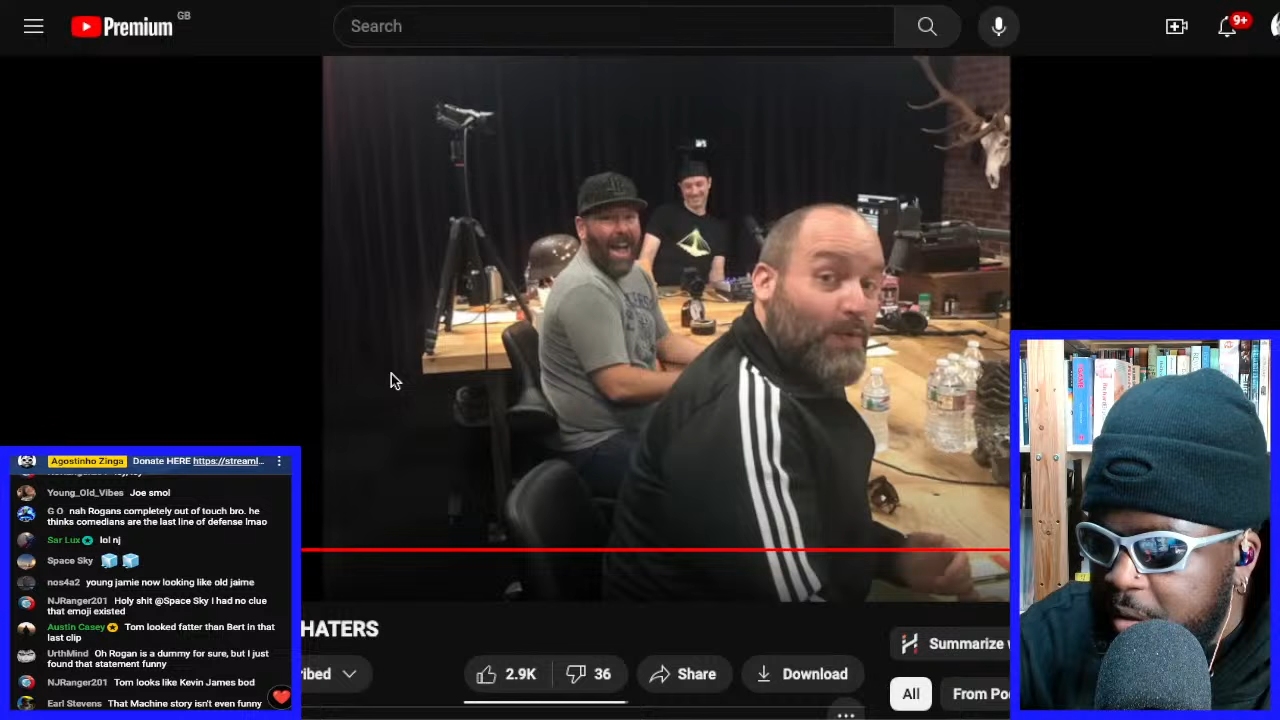 Premium GB
Search
9+
Agostinho Zinga Donate HERE https://streaml...
Young_Old_Vibes Joe smol
G O nah Rogans completely out of touch bro. he
thinks comedians are the last line of defense lmao
Sar Lux lol nj
Space Sky
nos4a2 young jamie now looking like old jaime
NJRanger201 Holy shit @Space Sky I had no clue
that emoji existed
Austin Casey Tom looked fatter than Bert in that
last clip
UrthMind Oh Rogan is a dummy for sure, but I just
found that statement funny
NJRanger201 Tom looks like Kevin James bod
Earl Stevens That Machine story isn't even funny
HATERS
ribed
2.9K
36
Share
Download
Summarize
All
From Po